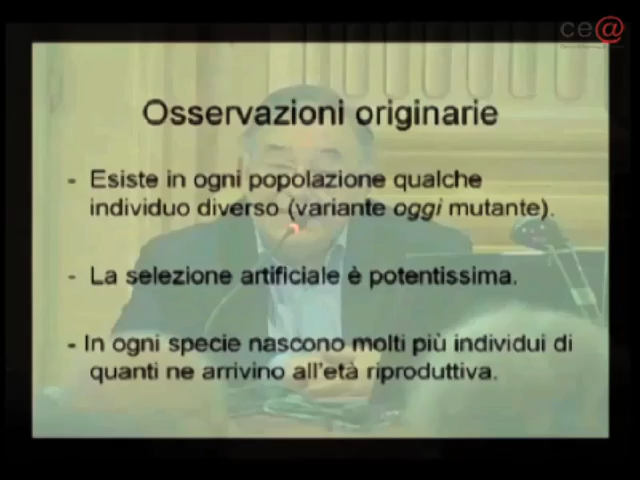 ce@
Osservazioni originarie
- Esiste in ogni popolazione qualche
individuo diverso (variante oggi mutante).
- La selezione artificiale è potentissima.
- In ogni specie nascono molti più individui di
quanti ne arrivino all'età riproduttiva.